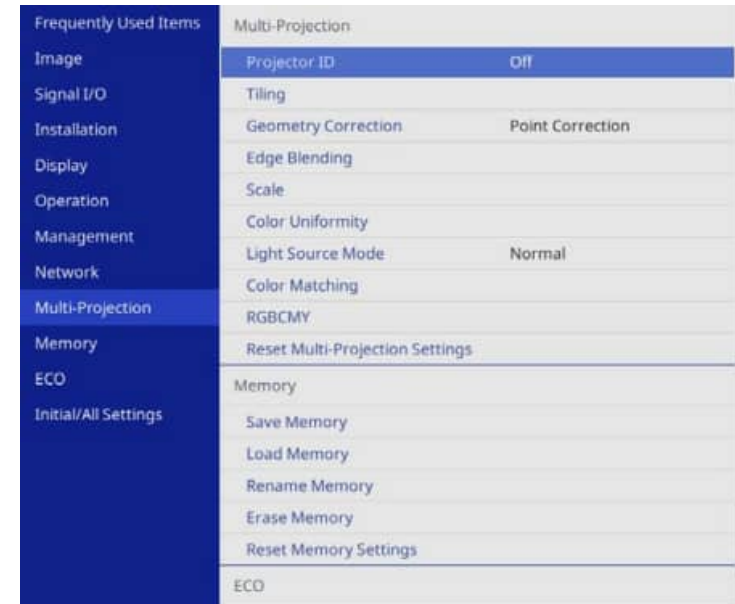 Frequently Used Items
Image
Signal I/O
Installation
Display
Operation
Management
Network
Multi-Projection
Memory
ECO
Initial/All Settings
Multi-Projection
Projector ID Off
Tiling
Geometry Correction Point Correction
Edge Blending
Scale
Color Uniformity
Light Source Mode Normal
Color Matching
RGBCMY
Reset Multi-Projection Settings
Memory
Save Memory
Load Memory
Rename Memory
Erase Memory
Reset Memory Settings
ECO